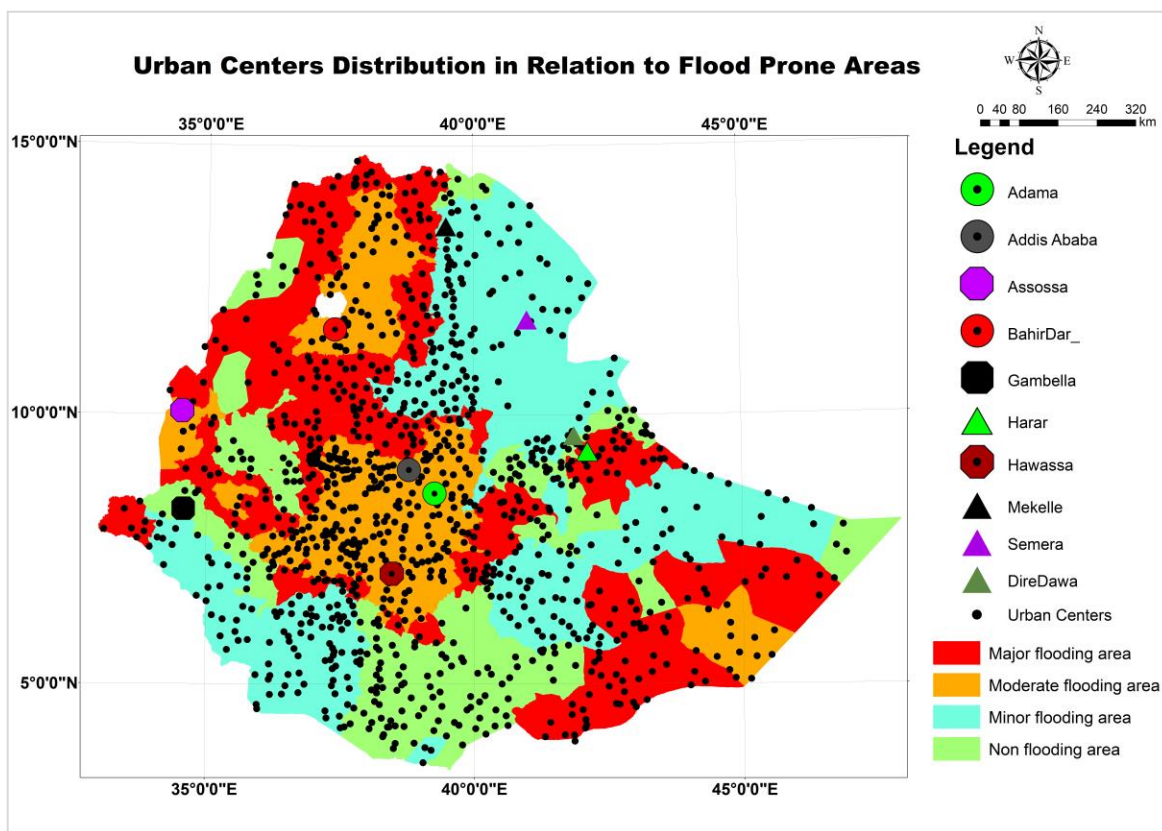 Urban Centers Distribution in Relation to Flood Prone Areas
N
W E
S
0 40 80 160 240 320
km
35°0'0"E 40°0'0"E 45°0'0"E
15°0'0"N
10°0'0"N
5°0'0"N
35°0'0"E 40°0'0"E 45°0'0"E
Legend
Adama
Addis Ababa
Assossa
BahirDar_
Gambella
Harar
Hawassa
Mekelle
Semera
DireDawa
Urban Centers
Major flooding area
Moderate flooding area
Minor flooding area
Non flooding area